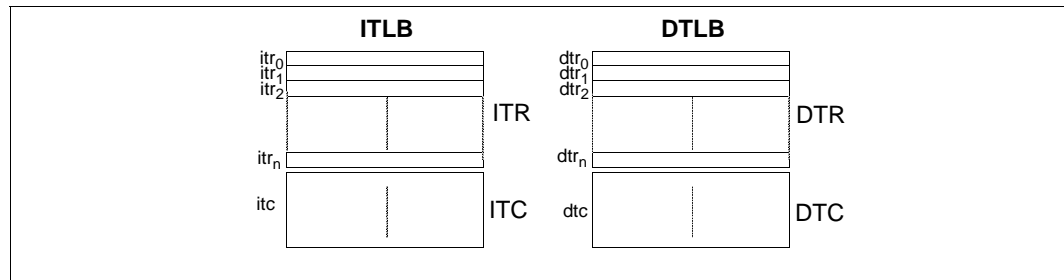 ITLB
itr0
itr1
itr2
ITR
itrn
itc
ITC
DTLB
dtr0
dtr1
dtr2
DTR
dtrn
dtc
DTC